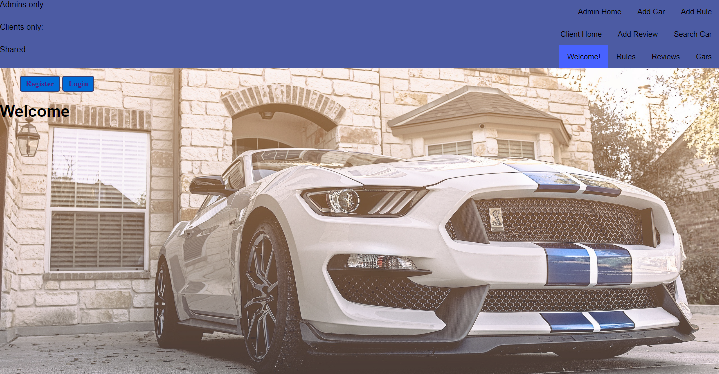 Admins only
Admin Home Add Car Add Rule
Clients only:
Client Home Add Review Search Car
Shared
Welcome! Rules Reviews Cars
Register Login
Welcome